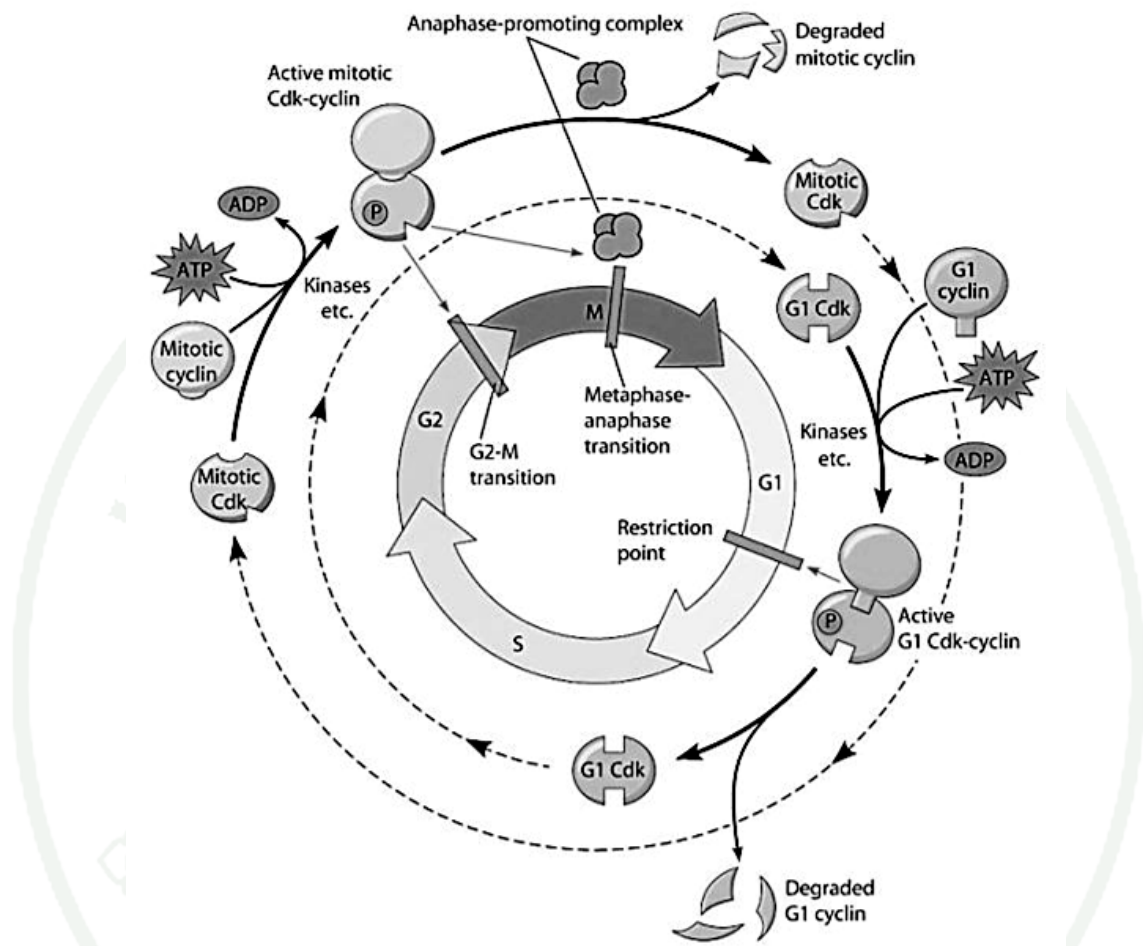 Anaphase-promoting complex
Degraded
mitotic cyclin
Active mitotic
Cdk-cyclin
Mitotic
Cdk
ADP
P
ATP
G1
cyclin
Kinases
etc.
G1 Cdk
M
Mitotic
cyclin
ATP
Metaphase-
anaphase
transition
G2
Kinases
etc.
G2-M
transition
ADP
Mitotic
Cdk
G1
Restriction
point
P
Active
G1 Cdk-cyclin
S
G1 Cdk
Degraded
G1 cyclin